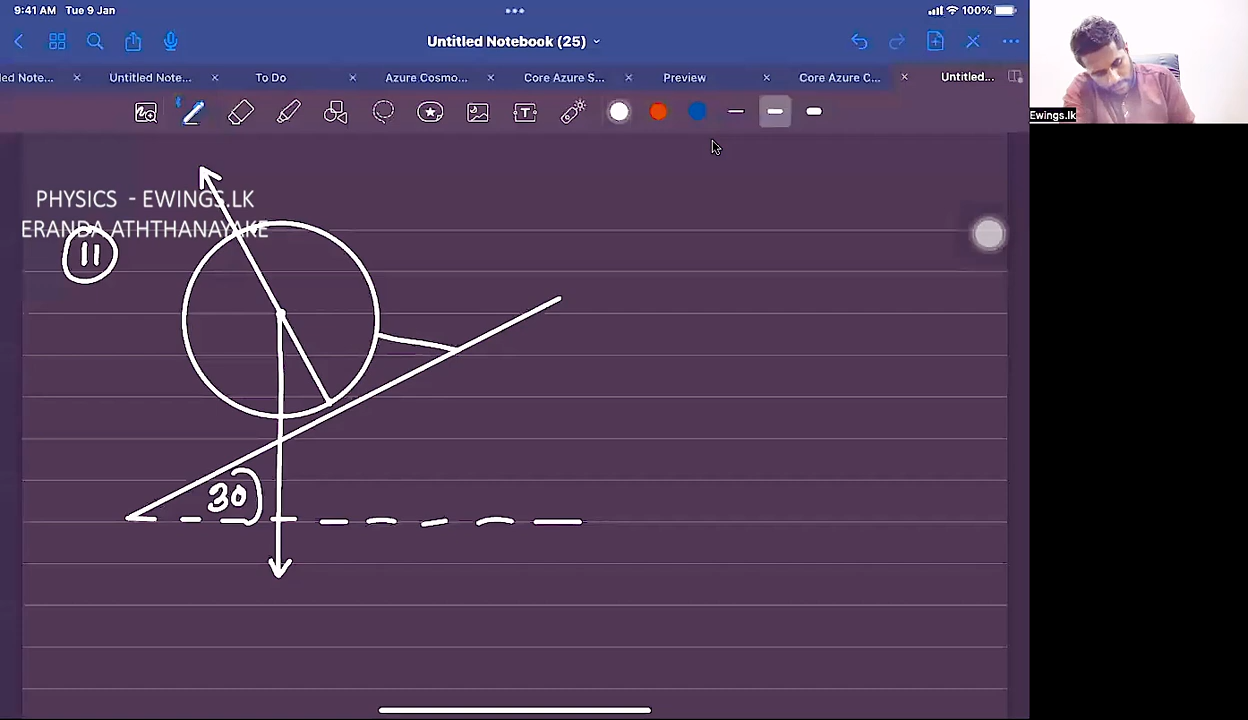 9:41 AM Tue 9 Jan
100%
Untitled Notebook (25)
led Note...
Untitled Note...
To Do
Azure Cosmo...
Core Azure S...
Preview
Core Azure C...
Untitled...
T
Ewings.lk
PHYSICS - EWINGS.LK
ERANDA ATHTHANAYAKE
11
30